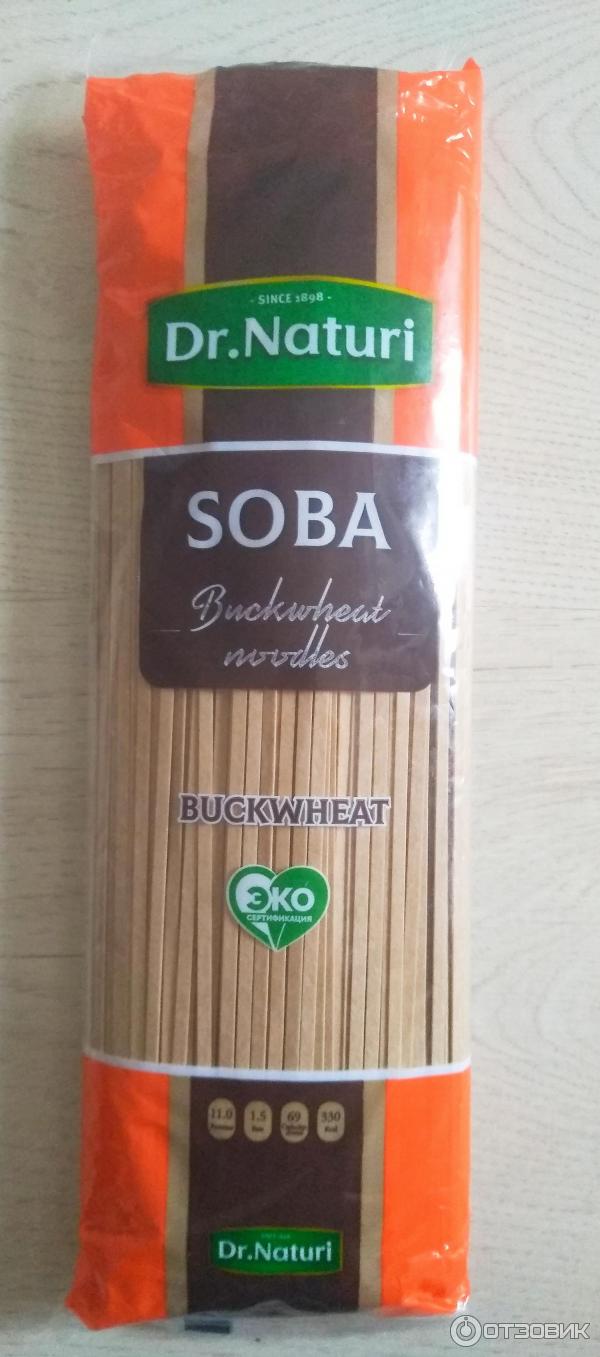 - SINCE 1898 -
Dr.Naturi
SOBA
Buckwheat
noodles
BUCKWHEAT
ЭКО
СЕРТИФИКАЦИЯ
11.0 1.5 69 330
Dr.Naturi
ОТЗОВИК